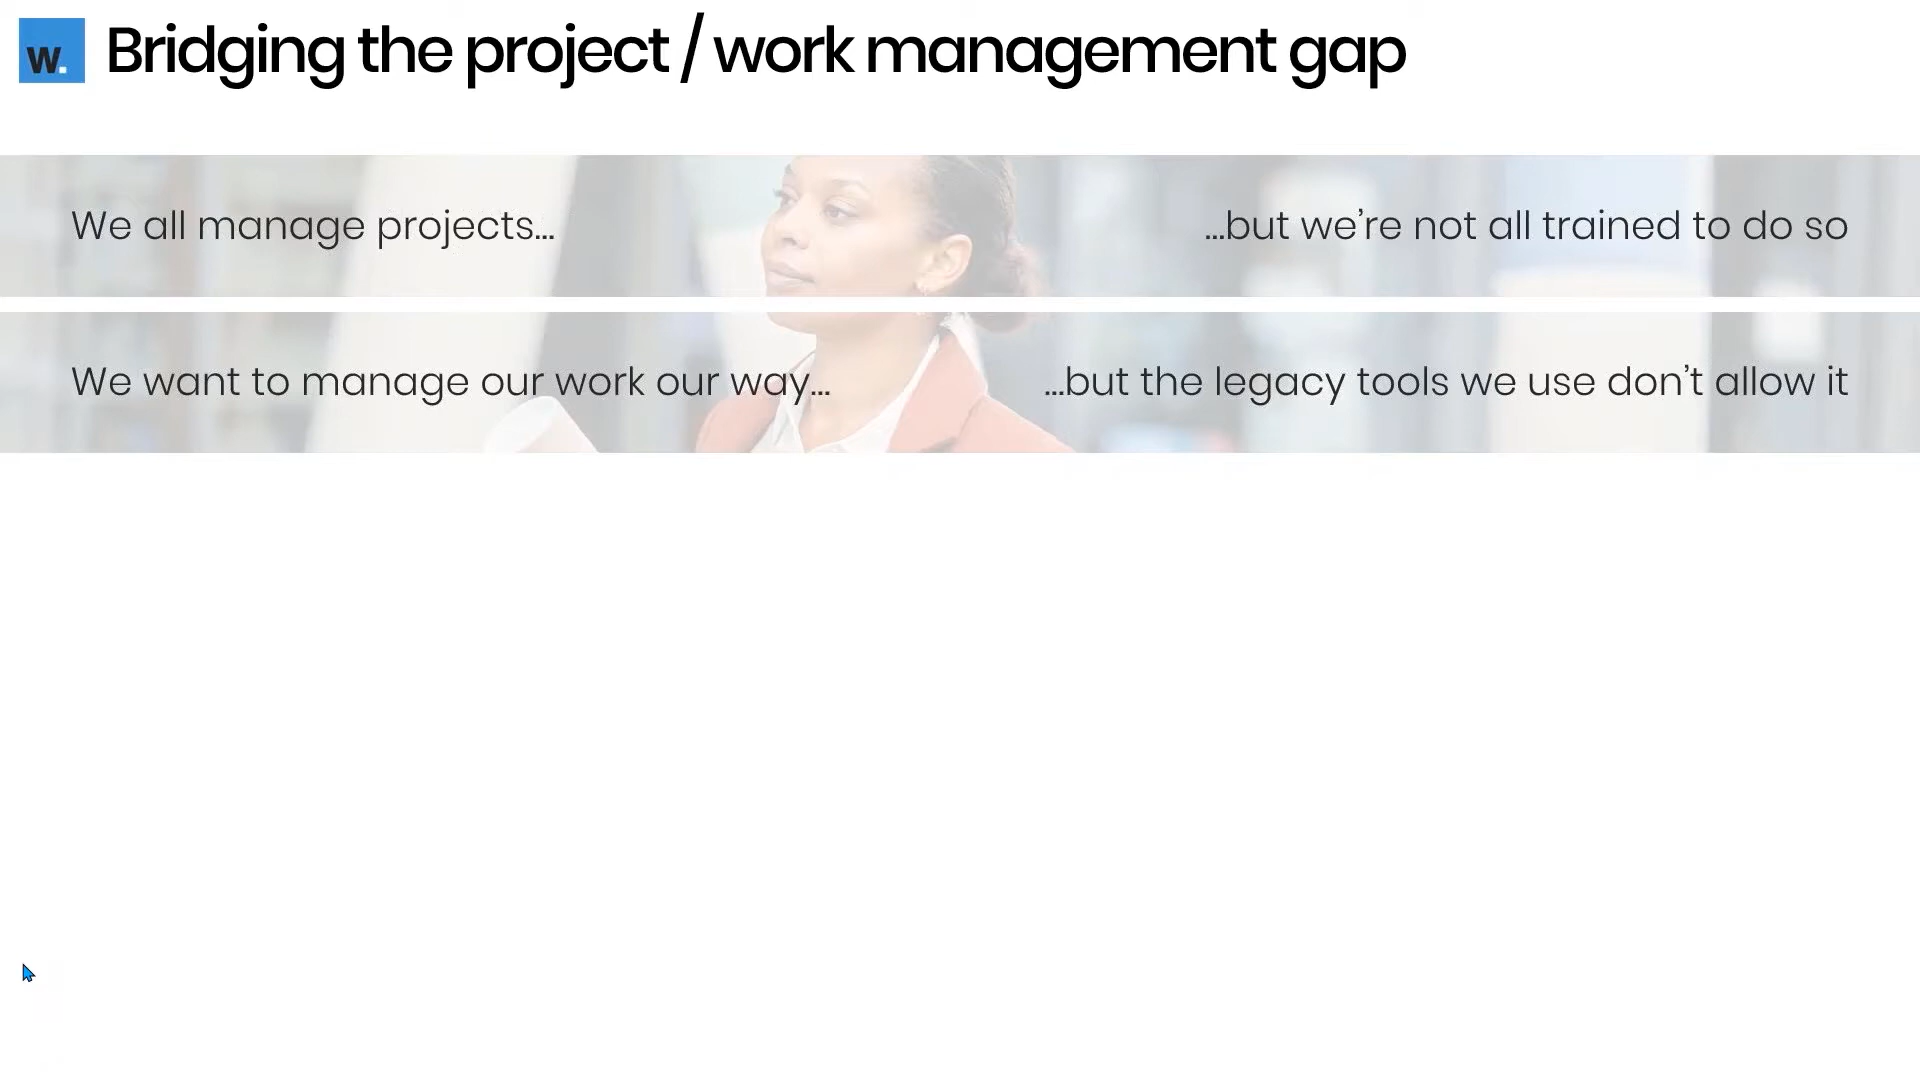 w.
Bridging the project / work management gap
We all manage projects...
...but we’re not all trained to do so
We want to manage our work our way...
...but the legacy tools we use don’t allow it